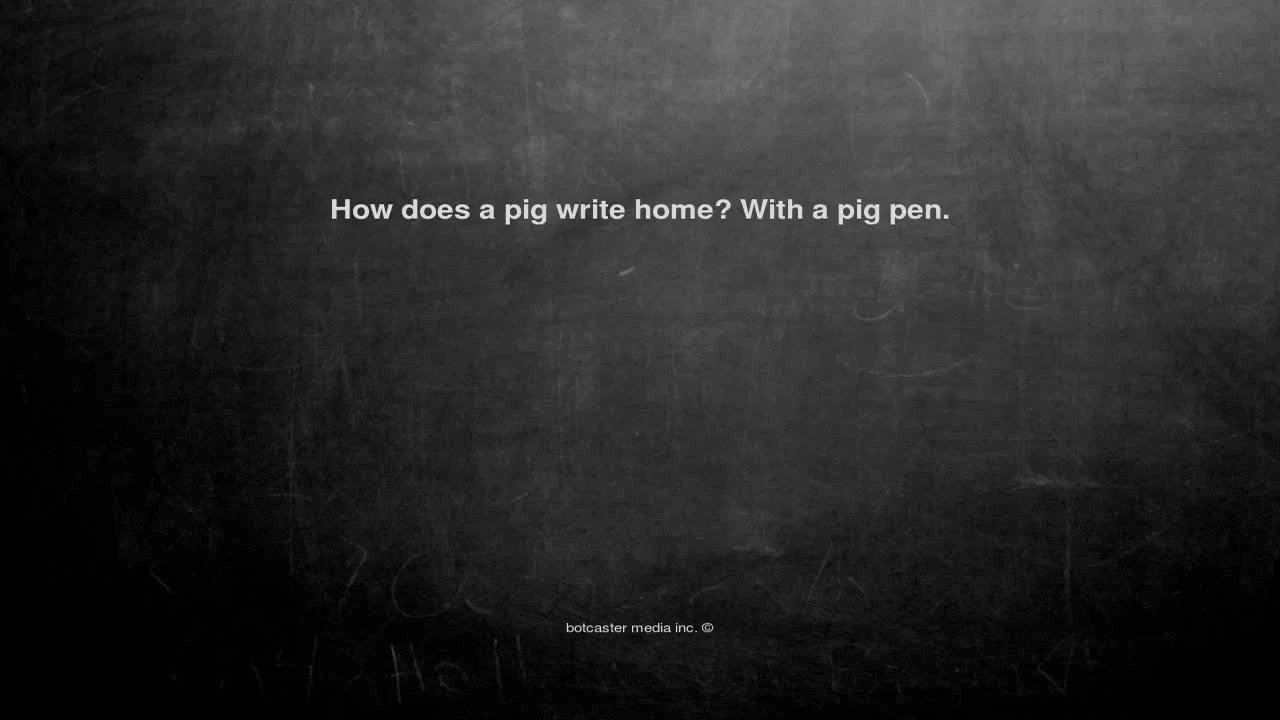 How does a pig write home? With a pig pen.
botcaster media inc. ©